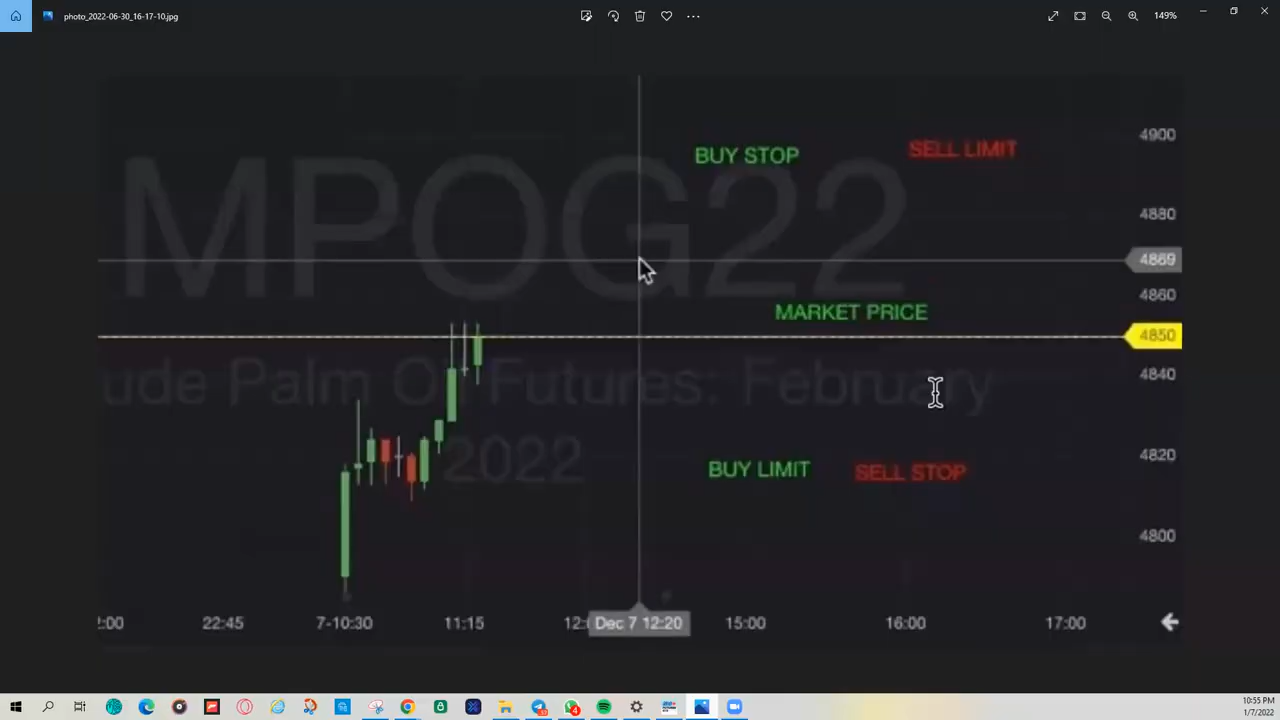 photo_2022-06-30_16-17-10.jpg
149%
4900
BUY STOP
SELL LIMIT
MPOG22
4880
4869
4860
MARKET PRICE
4850
4840
ude Palm Oil Futures: February
2022
4820
BUY LIMIT
SELL STOP
4800
2:00 22:45 7-10:30 11:15 12: Dec 7 12:20 15:00 16:00 17:00
10:55 PM
1/7/2022